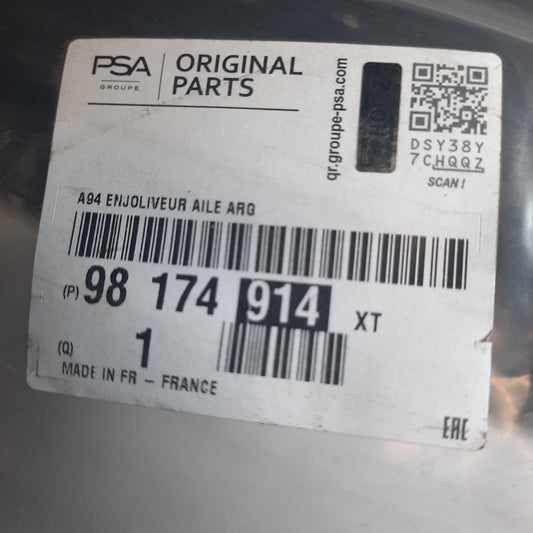 PSA
GROUPE
ORIGINAL
PARTS
qr.groupe-psa.com
DSY38Y
7CHQQZ
SCAN !
A94 ENJOLIVEUR AILE ARG
(P) 98 174 914 XT
(Q) 1
MADE IN FR - FRANCE
EAC